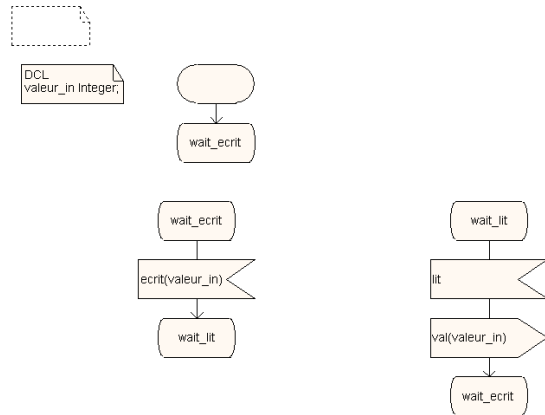 DCL
valeur_in Integer;
wait_ecrit
wait_ecrit
ecrit(valeur_in)
wait_lit
wait_lit
lit
val(valeur_in)
wait_ecrit